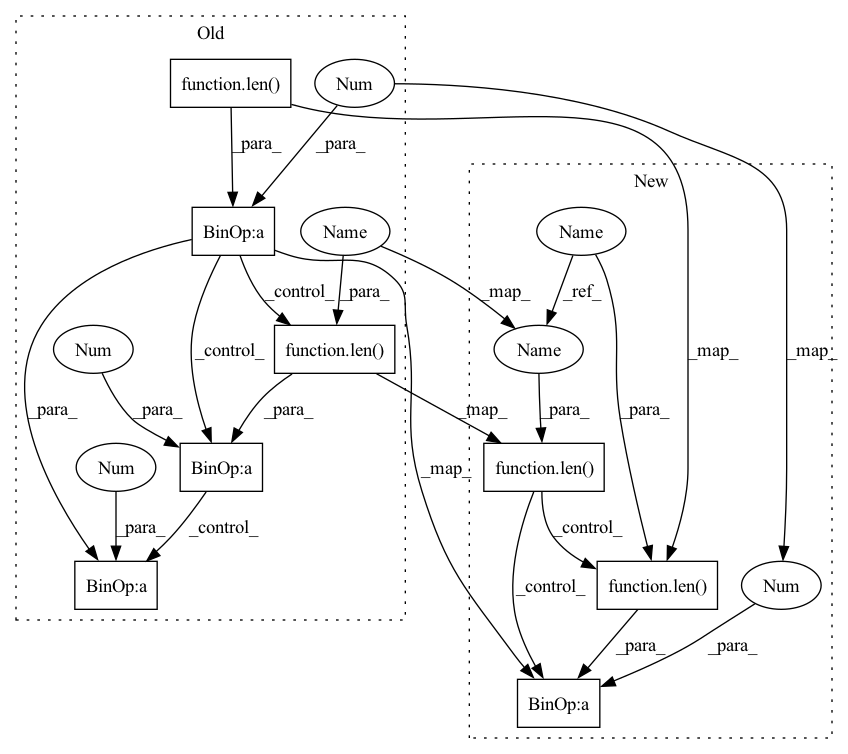 Old
function.len()
Num
_para_
_para_
New
BinOp:a
Name
Name
_control_
_para_
_map_
_ref_
Num
function.len()
Name
_control_
_map_
_map_
_para_
_para_
_para_
_map_
_para_
_para_
Num
BinOp:a
_map_
function.len()
_para_
_control_
_control_
BinOp:a
_control_
function.len()
Num
_para_
_para_
BinOp:a